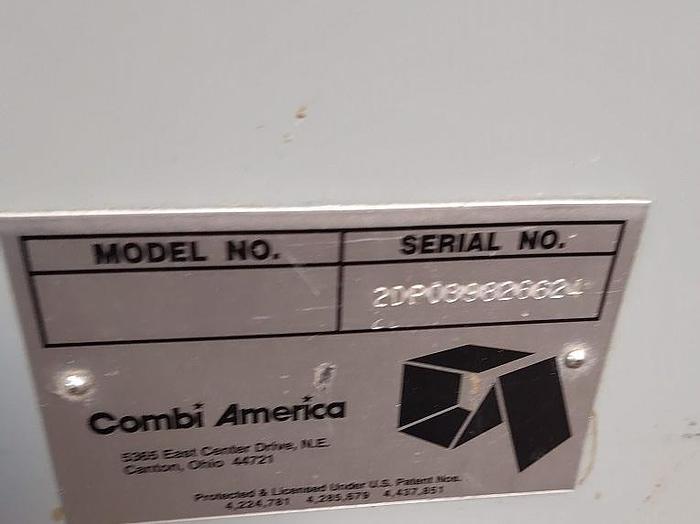 MODEL NO. SERIAL NO.
2DP039826624
Combi America
5365 East Center Drive, N.E.
Canton, Ohio 44721
Protected & Licensed Under U.S. Patent Nos.
4,224,781 4,285,679 4,437,851